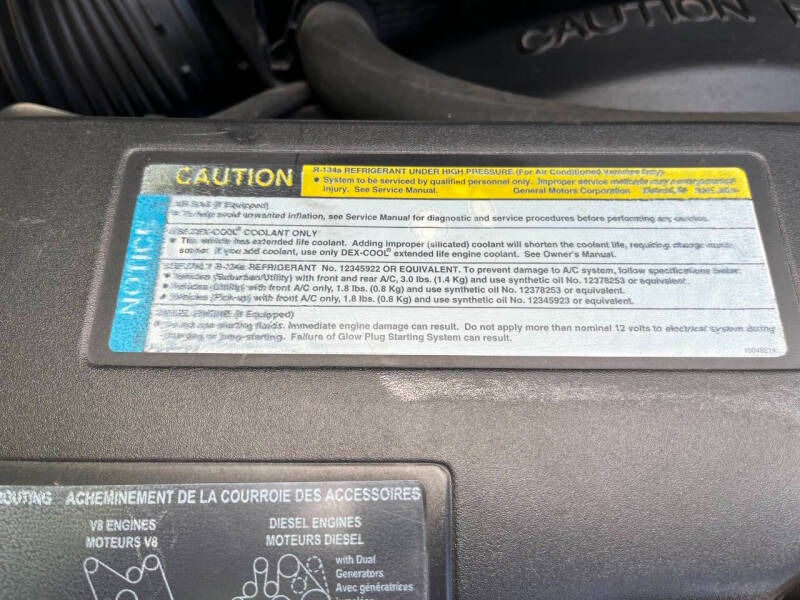 CAUTION
CAUTION
R-134a REFRIGERANT UNDER HIGH PRESSURE (For Air Conditioned Vehicles Only)
• System to be serviced by qualified personnel only. Improper service methods may cause personal
injury. See Service Manual. General Motors Corporation Detroit, MI
NOTICE
AIR BAG (If Equipped)
• To help avoid unwanted inflation, see Service Manual for diagnostic and service procedures before performing any service.
USE DEX-COOL® COOLANT ONLY
• This vehicle has extended life coolant. Adding improper (silicated) coolant will shorten the coolant life, requiring change much
sooner. If you add coolant, use only DEX-COOL® extended life engine coolant. See Owner's Manual.
USE ONLY R-134a REFRIGERANT No. 12345922 OR EQUIVALENT. To prevent damage to A/C system, follow specifications below:
• Vehicles (Suburban/Utility) with front and rear A/C, 3.0 lbs. (1.4 Kg) and use synthetic oil No. 12378253 or equivalent.
• Vehicles (Utility) with front A/C only, 1.8 lbs. (0.8 Kg) and use synthetic oil No. 12378253 or equivalent.
• Vehicles (Pick-up) with front A/C only, 1.8 lbs. (0.8 Kg) and use synthetic oil No. 12345923 or equivalent.
DIESEL ENGINE (If Equipped)
• Do not use starting fluids. Immediate engine damage can result. Do not apply more than nominal 12 volts to electrical system during
charging or jump-starting. Failure of Glow Plug Starting System can result.
15048214
ROUTING ACHEMINEMENT DE LA COURROIE DES ACCESSOIRES
V8 ENGINES
MOTEURS V8
DIESEL ENGINES
MOTEURS DIESEL
with Dual
Generators
Avec génératrices